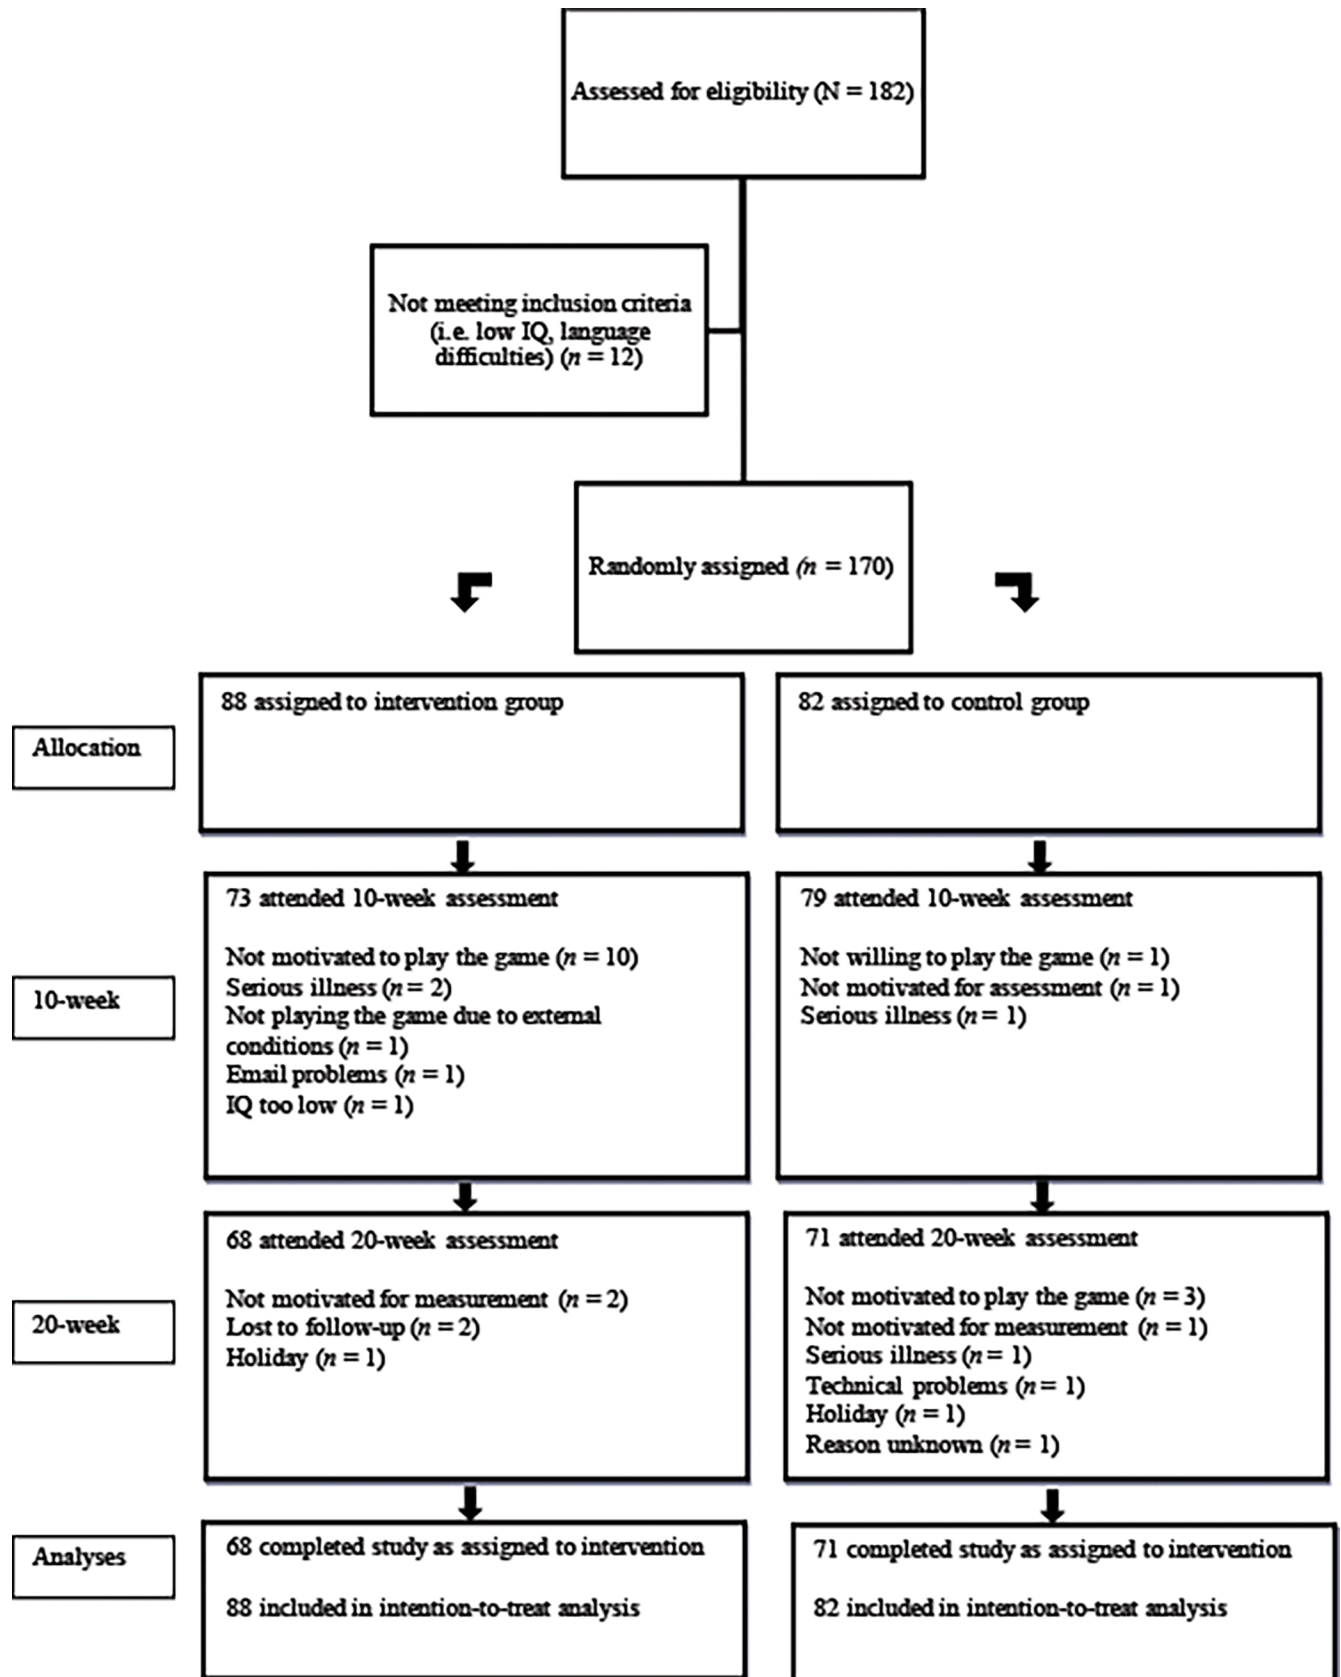 Assessed for eligibility (N = 182)
Not meeting inclusion criteria
(i.e. low IQ, language
difficulties) (n = 12)
Randomly assigned (n = 170)
Allocation
88 assigned to intervention group
82 assigned to control group
10-week
73 attended 10-week assessment
Not motivated to play the game (n = 10)
Serious illness (n = 2)
Not playing the game due to external
conditions (n = 1)
Email problems (n = 1)
IQ too low (n = 1)
79 attended 10-week assessment
Not willing to play the game (n = 1)
Not motivated for assessment (n = 1)
Serious illness (n = 1)
20-week
68 attended 20-week assessment
Not motivated for measurement (n = 2)
Lost to follow-up (n = 2)
Holiday (n = 1)
71 attended 20-week assessment
Not motivated to play the game (n = 3)
Not motivated for measurement (n = 1)
Serious illness (n = 1)
Technical problems (n = 1)
Holiday (n = 1)
Reason unknown (n = 1)
Analyses
68 completed study as assigned to intervention
88 included in intention-to-treat analysis
71 completed study as assigned to intervention
82 included in intention-to-treat analysis